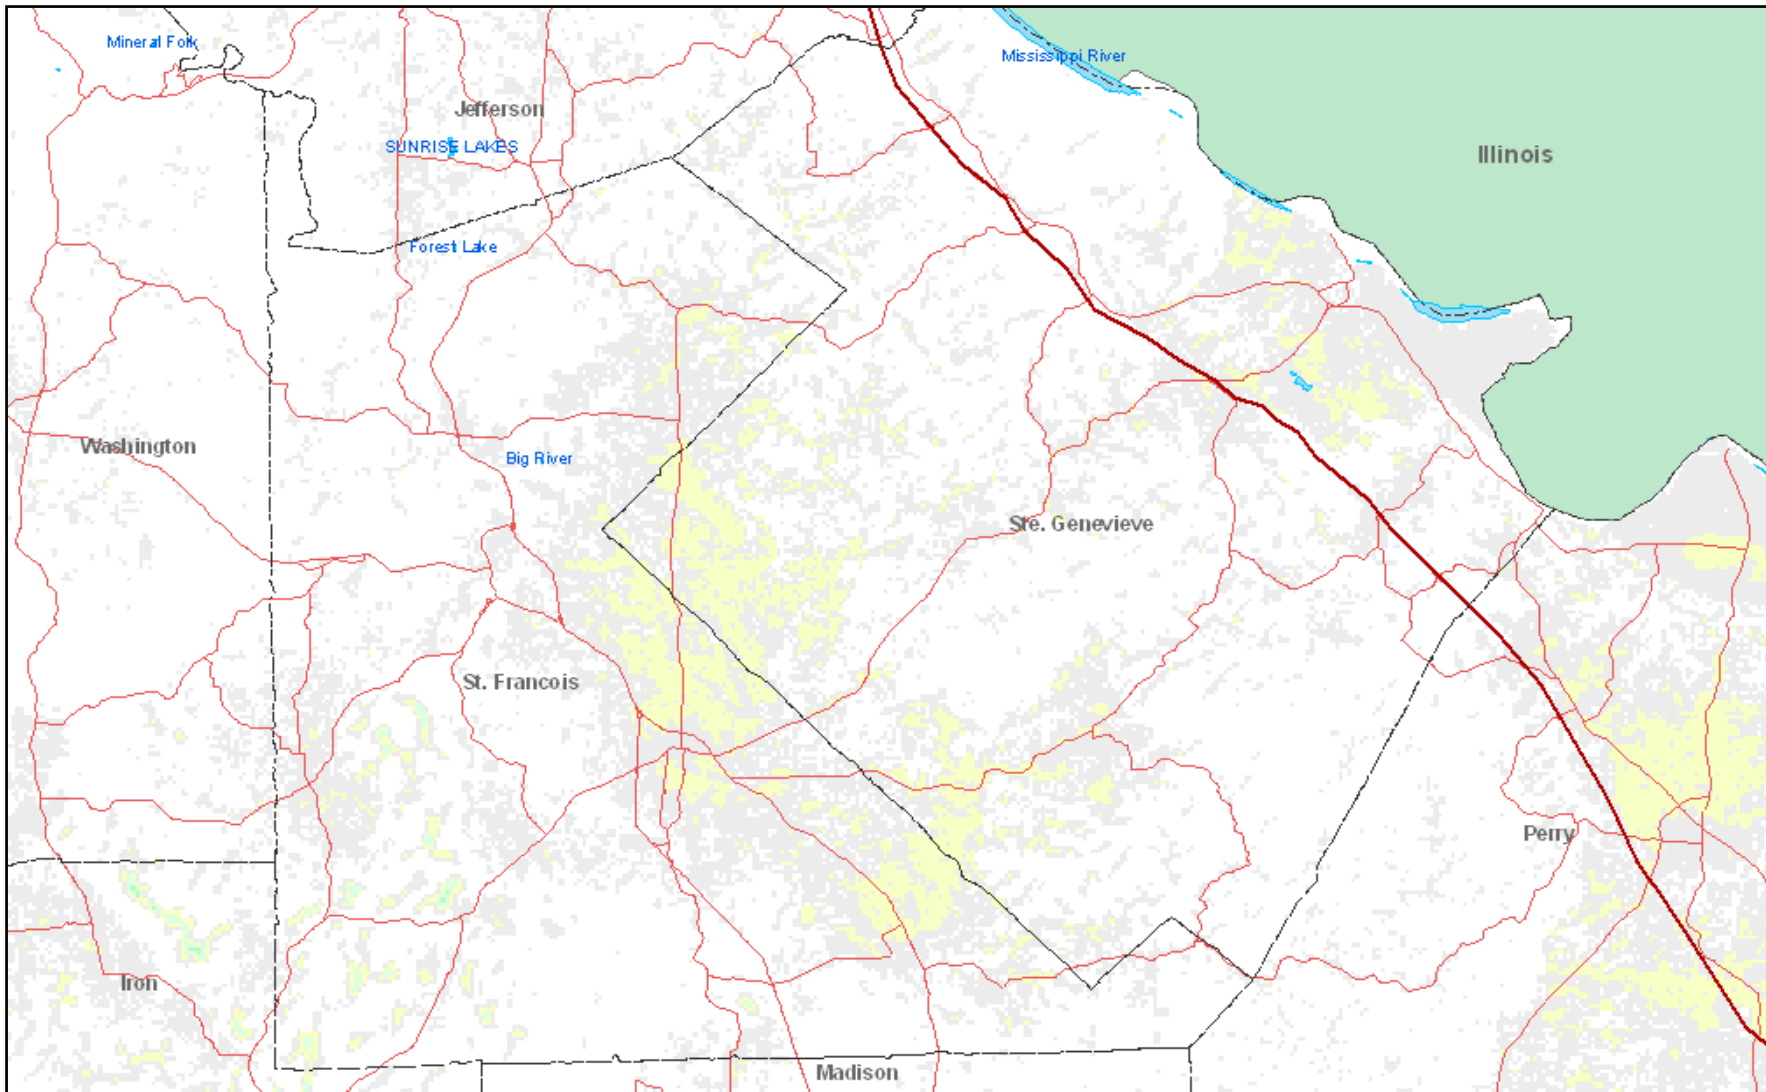 Mineral Fork
Mississippi River
Jefferson
SUNRISE LAKES
Illinois
Forest Lake
Washington
Big River
Ste. Genevieve
St. Francois
Perry
Iron
Madison